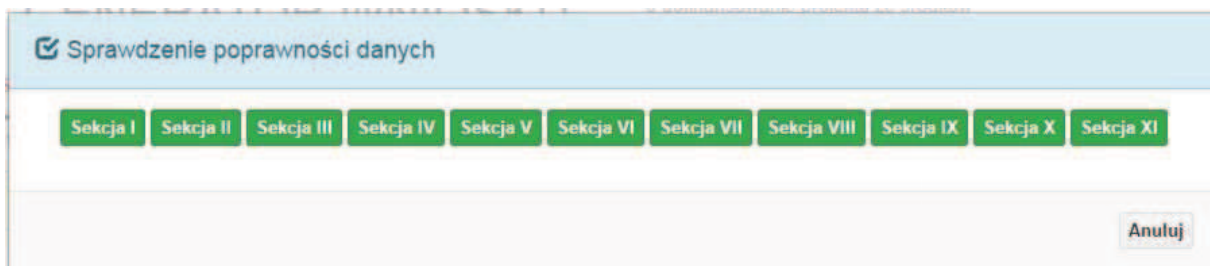 Sprawdzenie poprawności danych
Sekcja I Sekcja II Sekcja III Sekcja IV Sekcja V Sekcja VI Sekcja VII Sekcja VIII Sekcja IX Sekcja X Sekcja XI
Anuluj